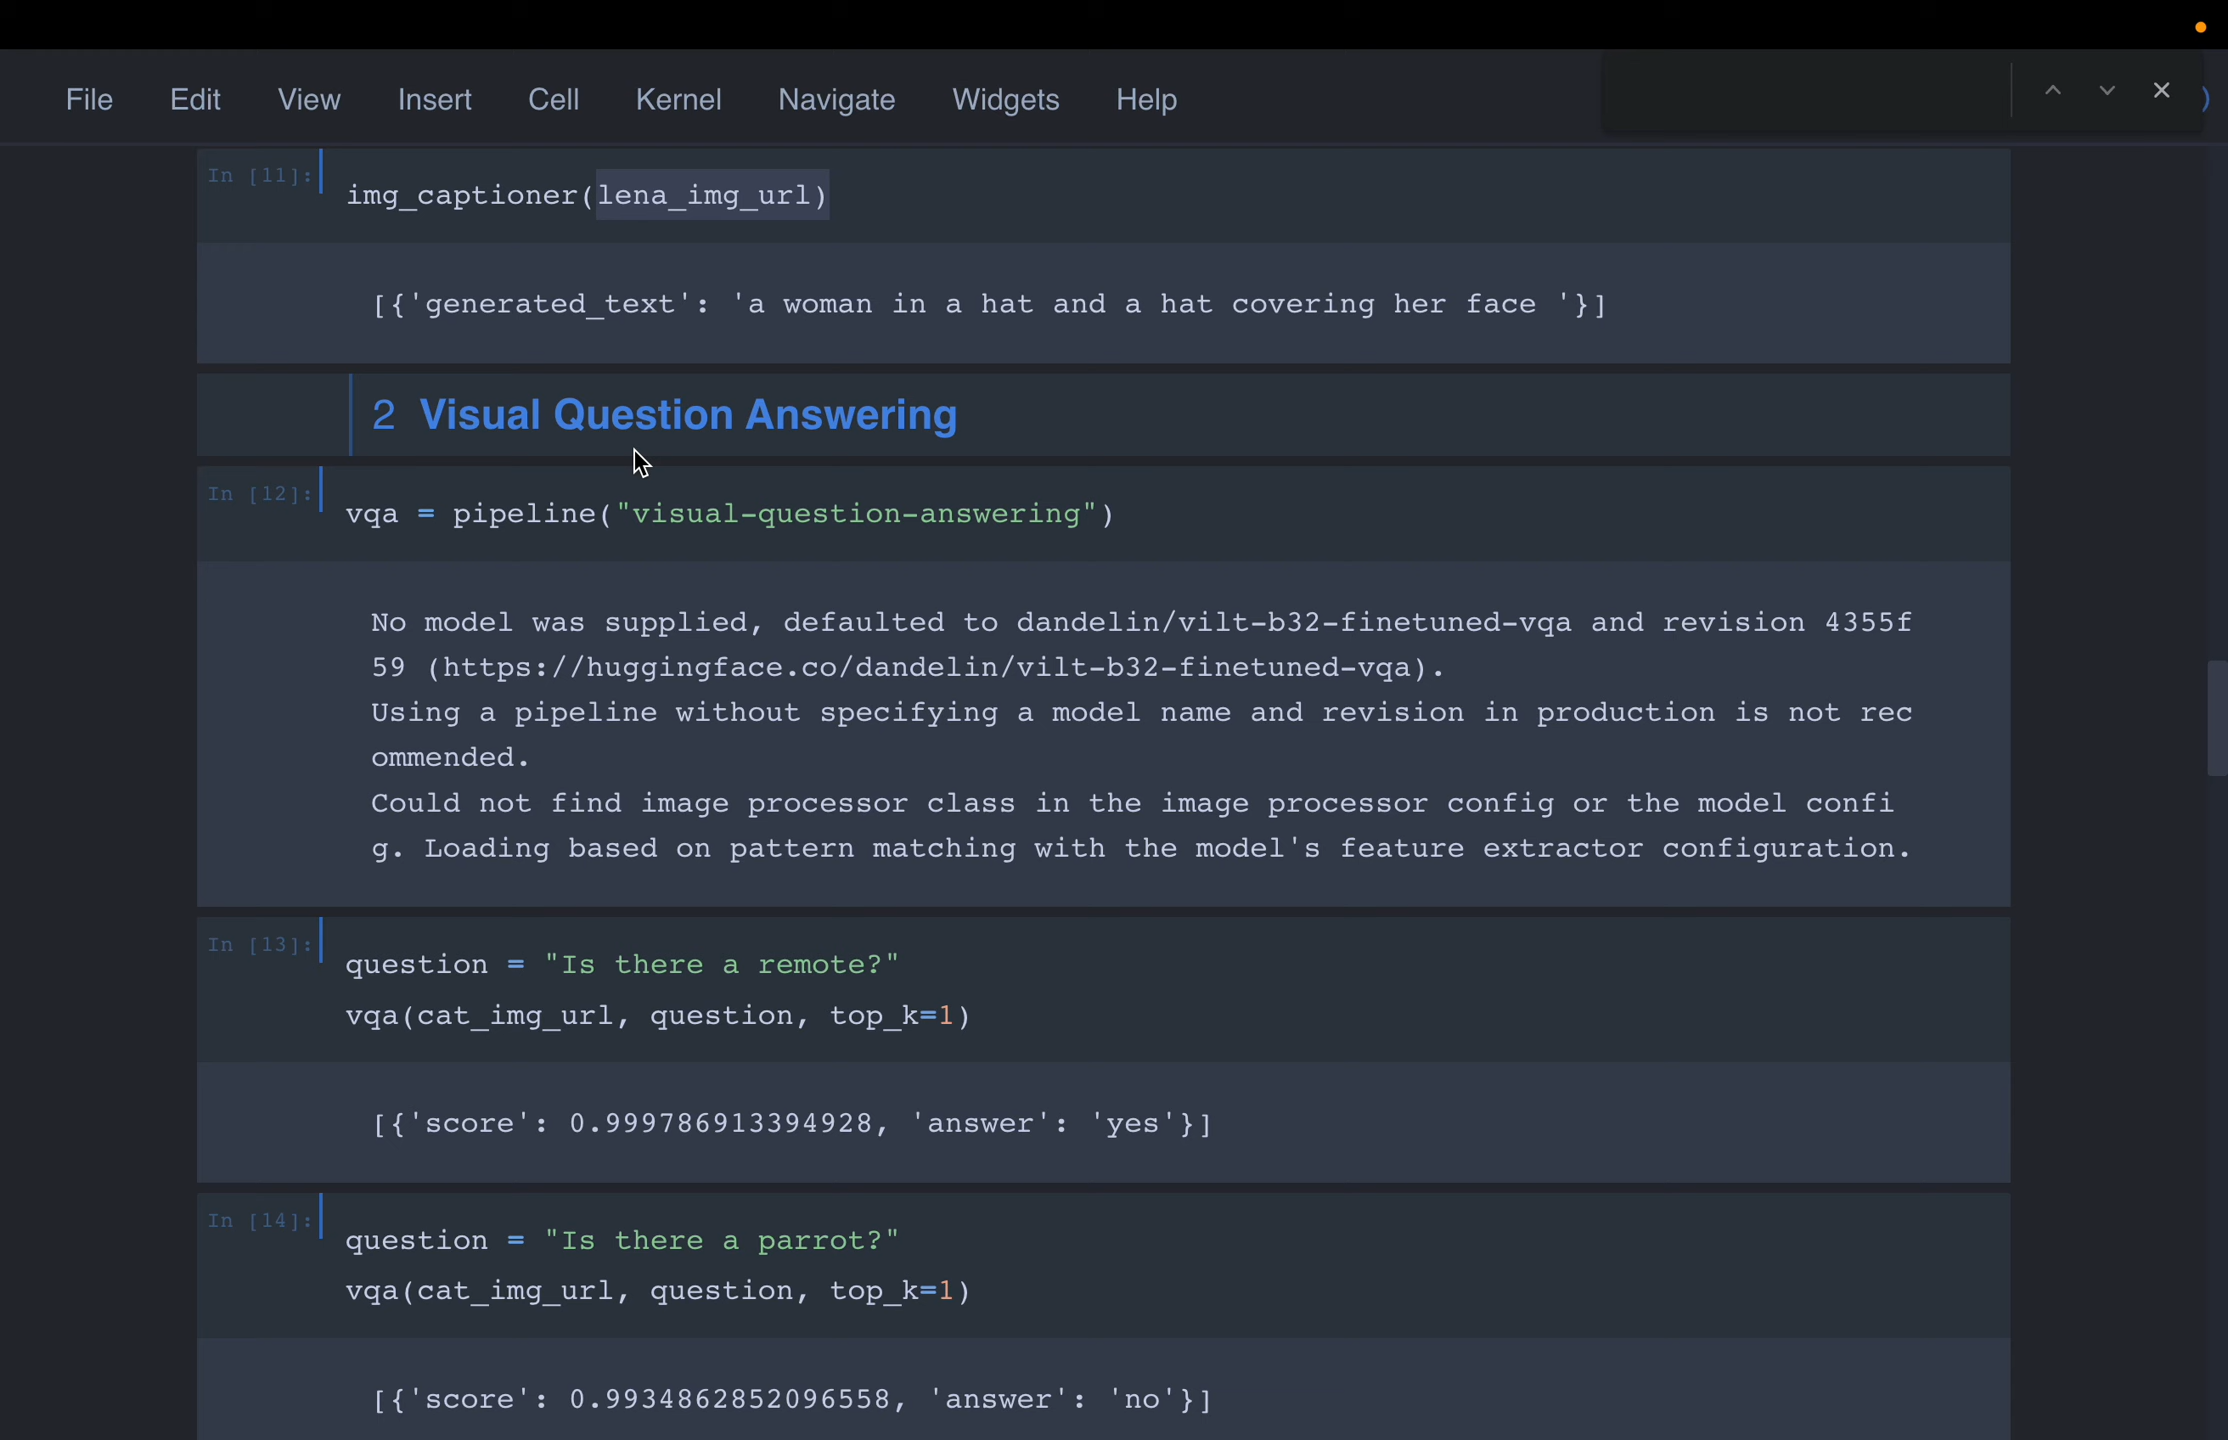 File Edit View Insert Cell Kernel Navigate Widgets Help
In [11]: img_captioner(lena_img_url)
[{'generated_text': 'a woman in a hat and a hat covering her face '}]
2 Visual Question Answering
In [12]: vqa = pipeline("visual-question-answering")
No model was supplied, defaulted to dandelin/vilt-b32-finetuned-vqa and revision 4355f
59 (https://huggingface.co/dandelin/vilt-b32-finetuned-vqa).
Using a pipeline without specifying a model name and revision in production is not rec
ommended.
Could not find image processor class in the image processor config or the model confi
g. Loading based on pattern matching with the model's feature extractor configuration.
In [13]: question = "Is there a remote?"
vqa(cat_img_url, question, top_k=1)
[{'score': 0.999786913394928, 'answer': 'yes'}]
In [14]: question = "Is there a parrot?"
vqa(cat_img_url, question, top_k=1)
[{'score': 0.9934862852096558, 'answer': 'no'}]